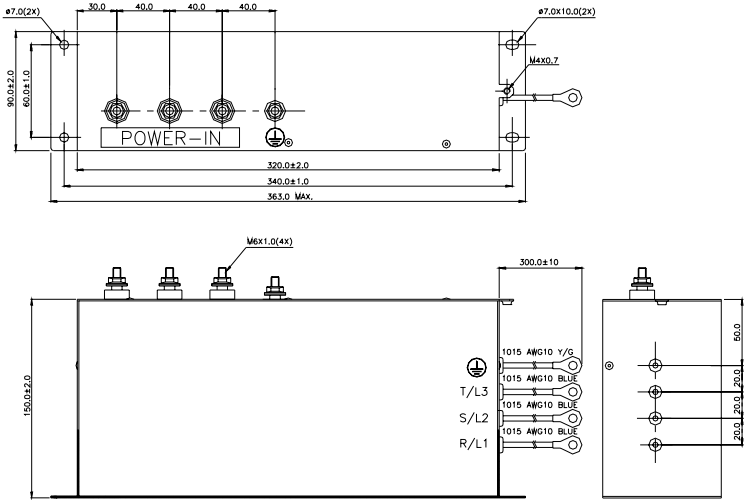 ø7.0(2X)
30.0
40.0
40.0
40.0
ø7.0X10.0(2X)
M4X0.7
90.0±2.0
60.0±1.0
POWER-IN
320.0±2.0
340.0±1.0
363.0 MAX.
M6X1.0(4X)
300.0±10
150.0±2.0
1015 AWG10 Y/G
1015 AWG10 BLUE
T/L3
1015 AWG10 BLUE
S/L2
1015 AWG10 BLUE
R/L1
50.0
20.0
20.0
20.0